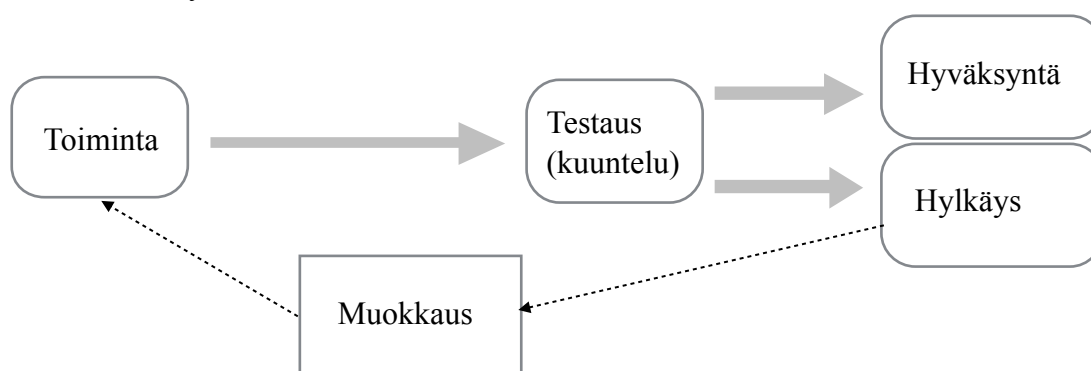 Toiminta
Testaus
(kuuntelu)
Hyväksyntä
Hylkäys
Muokkaus